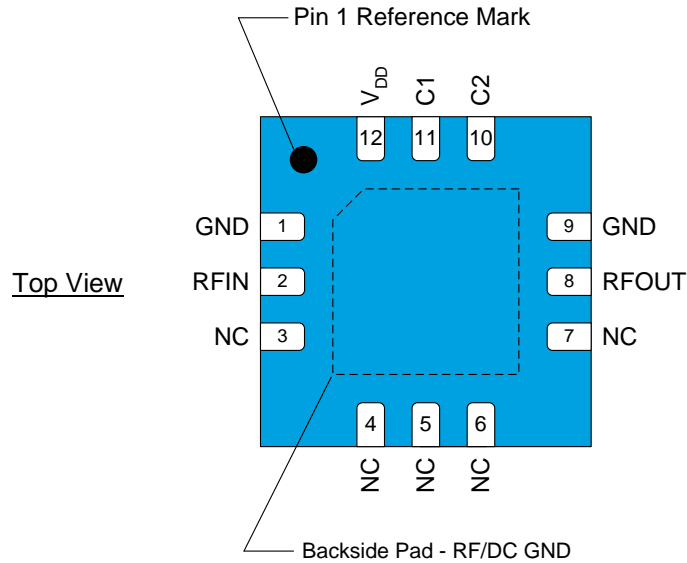 Pin 1 Reference Mark
VDD C1 C2
12 11 10
GND 1 9 GND
Top View RFIN 2 8 RFOUT
NC 3 7 NC
4 5 6
NC NC NC
Backside Pad - RF/DC GND